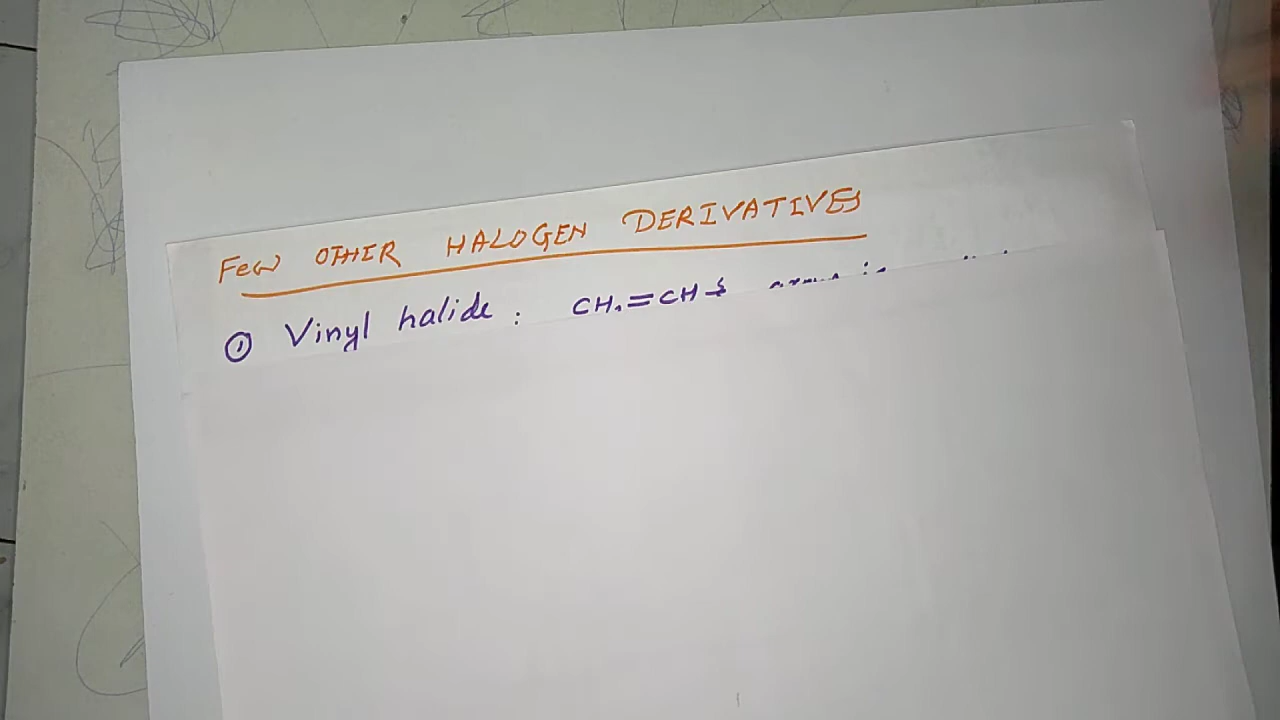 FEW OTHER HALOGEN DERIVATIVES
① Vinyl halide : CH₂=CH